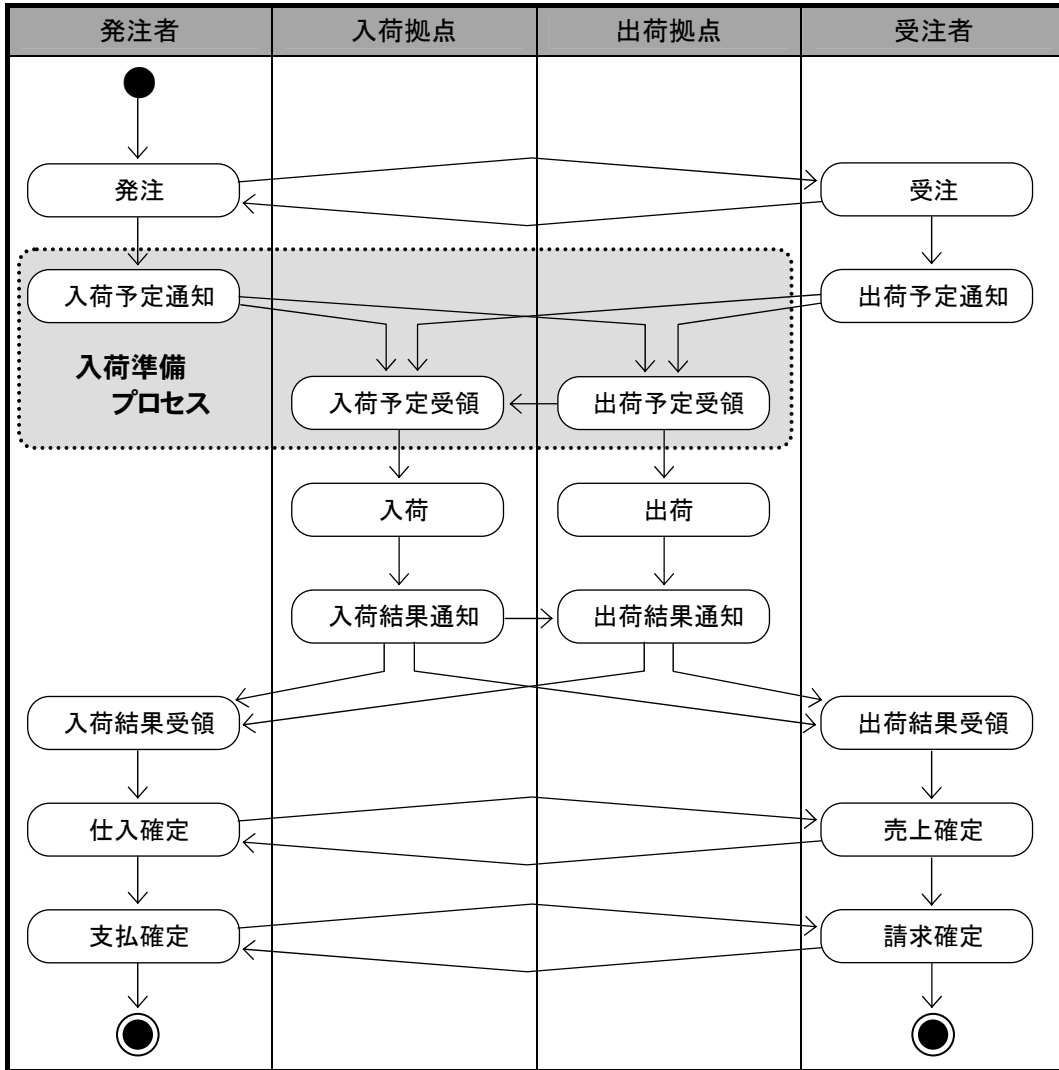 発注者
入荷拠点
出荷拠点
受注者
発注
受注
入荷予定通知
出荷予定通知
入荷準備
プロセス
入荷予定受領
出荷予定受領
入荷
出荷
入荷結果通知
出荷結果通知
入荷結果受領
出荷結果受領
仕入確定
売上確定
支払確定
請求確定